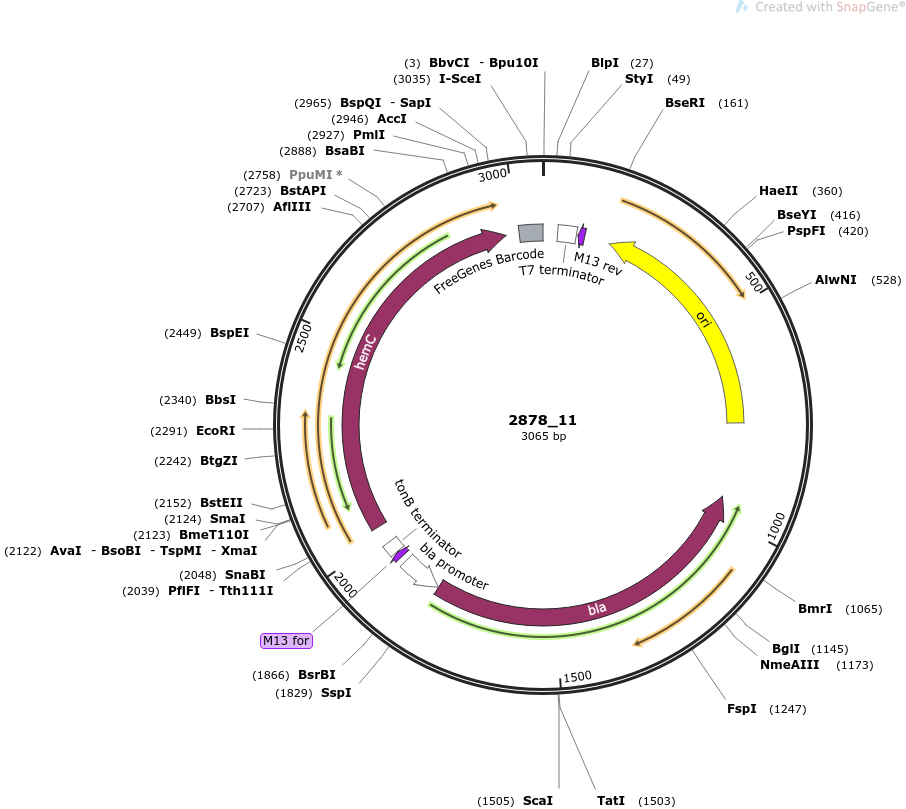 Created with SnapGene®
(3) BbvCI - Bpu10I
(3035) I-SceI
(2965) BspQI - SapI
(2946) AccI
(2927) PmlI
(2888) BsaBI
(2758) PpuMI *
(2723) BstAPI
(2707) AflIII
(2449) BspEI
(2340) BbsI
(2291) EcoRI
(2242) BtgZI
(2152) BstEII
(2124) SmaI
(2123) BmeT110I
(2122) AvaI - BsoBI - TspMI - XmaI
(2048) SnaBI
(2039) PflFI - Tth111I
M13 for
(1866) BsrBI
(1829) SspI
(1505) ScaI
BlpI (27)
StyI (49)
BseRI (161)
HaeII (360)
BseYI (416)
PspFI (420)
AlwNI (528)
BmrI (1065)
BglI (1145)
NmeAIII (1173)
FspI (1247)
TatI (1503)
500
1000
1500
2000
2500
3000
FreeGenes Barcode
T7 terminator
M13 rev
ori
hemC
tonB terminator
bla promoter
bla
2878_11
3065 bp